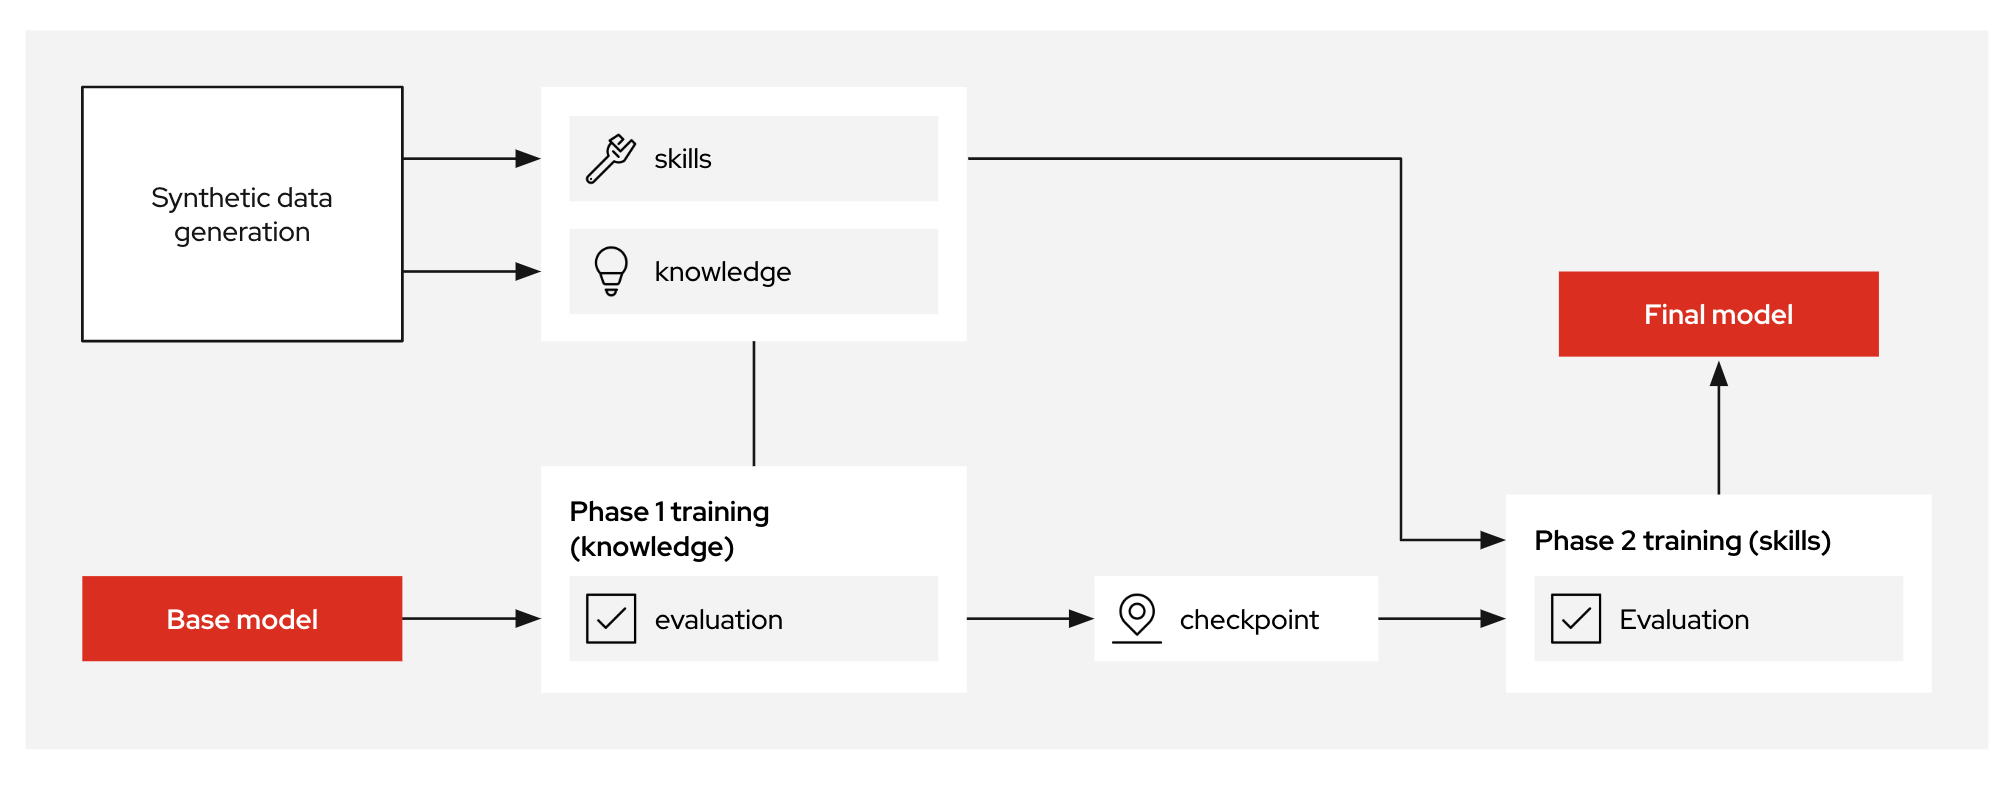 Synthetic data
generation
skills
knowledge
Final model
Phase 1 training
(knowledge)
evaluation
Base model
checkpoint
Phase 2 training (skills)
Evaluation